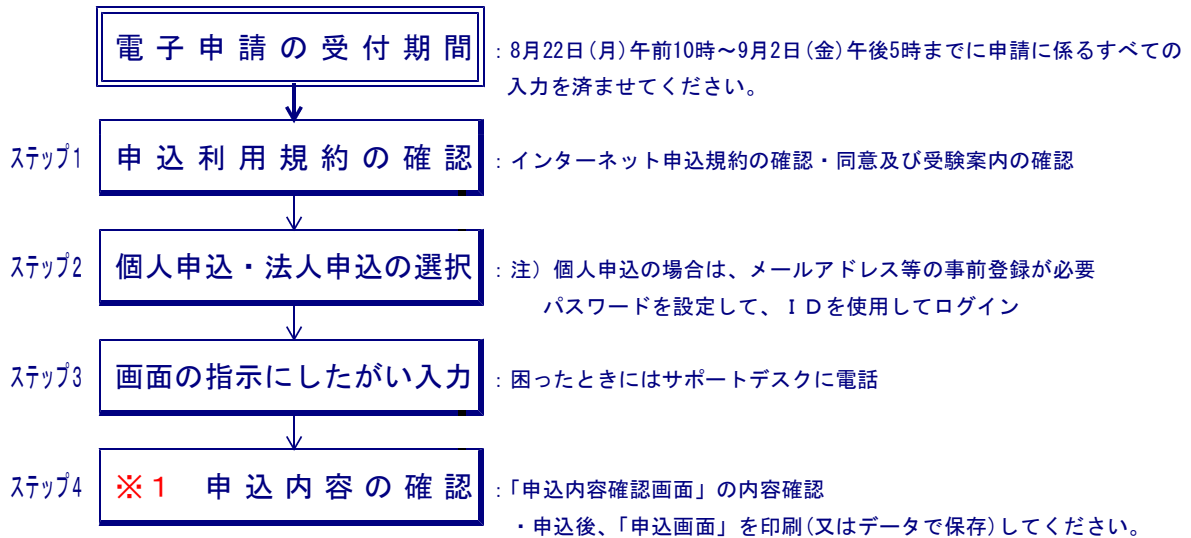 電子申請の受付期間 :8月22日(月)午前10時～9月2日(金)午後5時までに申請に係るすべての
入力を済ませてください。
ステップ1 申込利用規約の確認 :インターネット申込規約の確認・同意及び受験案内の確認
ステップ2 個人申込・法人申込の選択 :注）個人申込の場合は、メールアドレス等の事前登録が必要
パスワードを設定して、ＩＤを使用してログイン
ステップ3 画面の指示にしたがい入力 :困ったときにはサポートデスクに電話
ステップ4 ※１ 申込内容の確認 :「申込内容確認画面」の内容確認
・申込後、「申込画面」を印刷(又はデータで保存)してください。